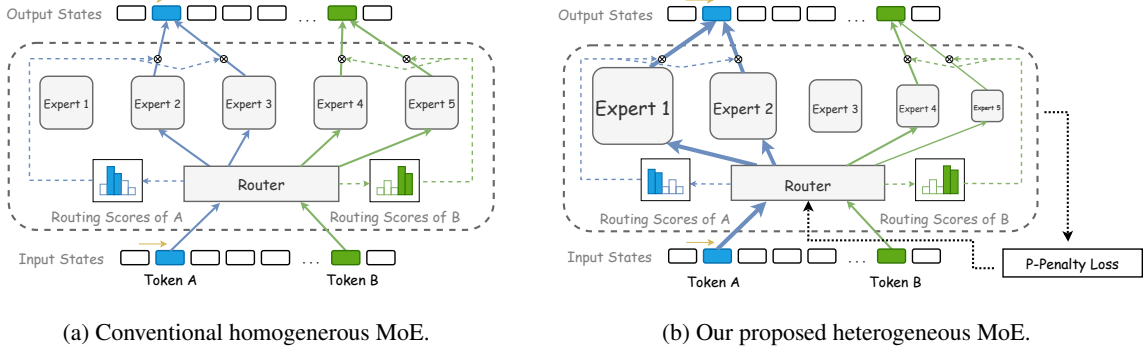 Output States
...
Expert 1
Expert 2
Expert 3
Expert 4
Expert 5
Router
Routing Scores of A
Routing Scores of B
Input States
...
Token A
Token B
(a) Conventional homogenerous MoE.
Output States
...
Expert 1
Expert 2
Expert 3
Expert 4
Expert 5
Router
Routing Scores of A
Routing Scores of B
Input States
...
Token A
Token B
P-Penalty Loss
(b) Our proposed heterogeneous MoE.